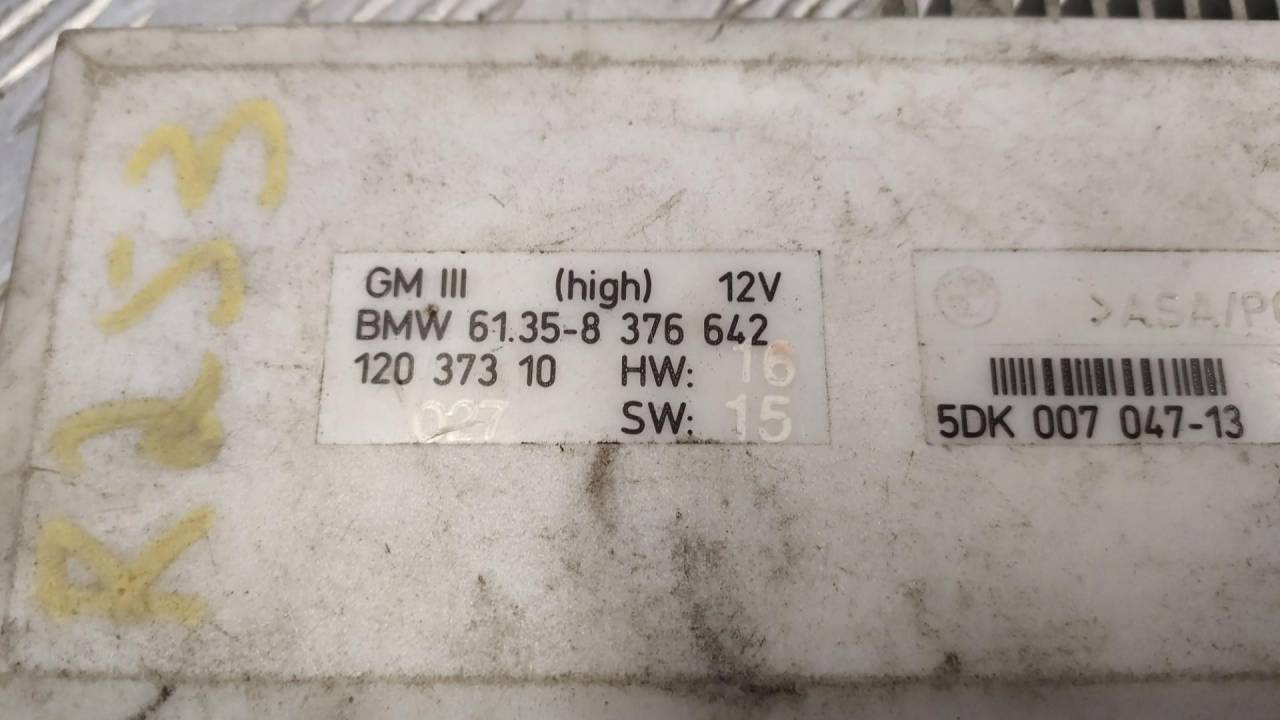 R253
GM III (high) 12V
BMW 61.35-8 376 642
120 373 10 HW: 16
027 SW: 15
>ASA/P
5DK 007 047-13